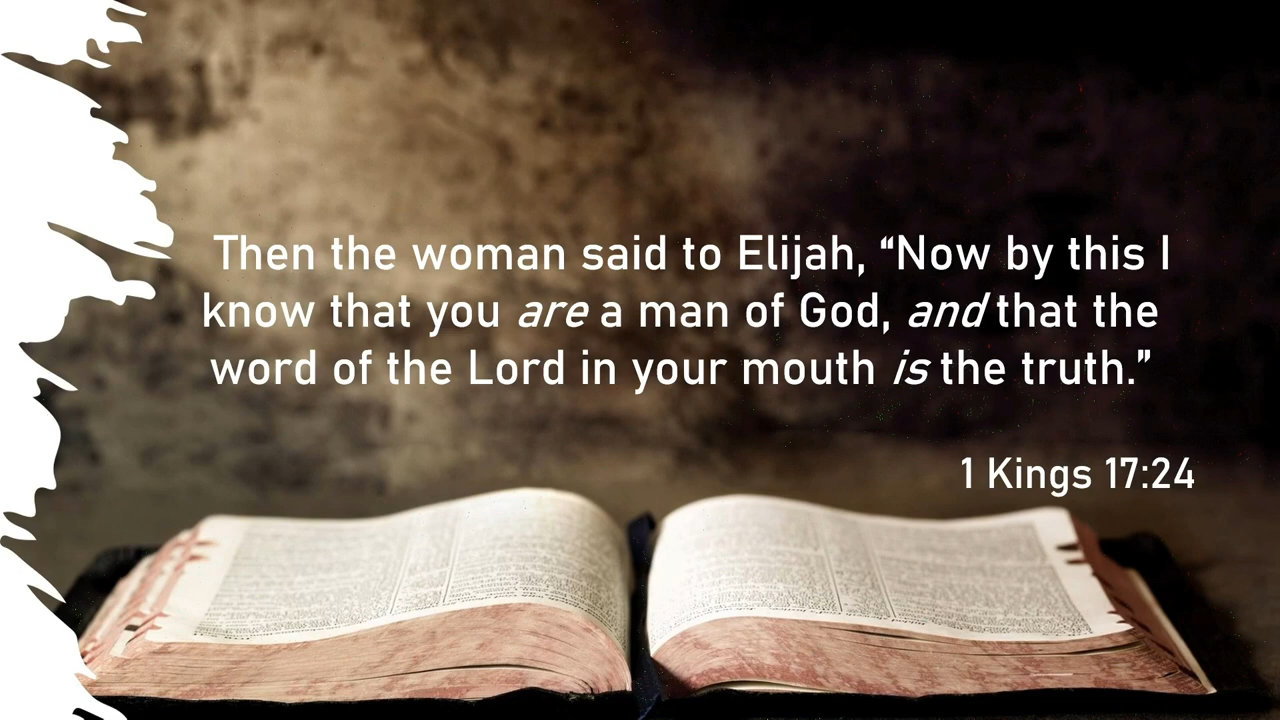 Then the woman said to Elijah, “Now by this I
know that you are a man of God, and that the
word of the Lord in your mouth is the truth.”
1 Kings 17:24